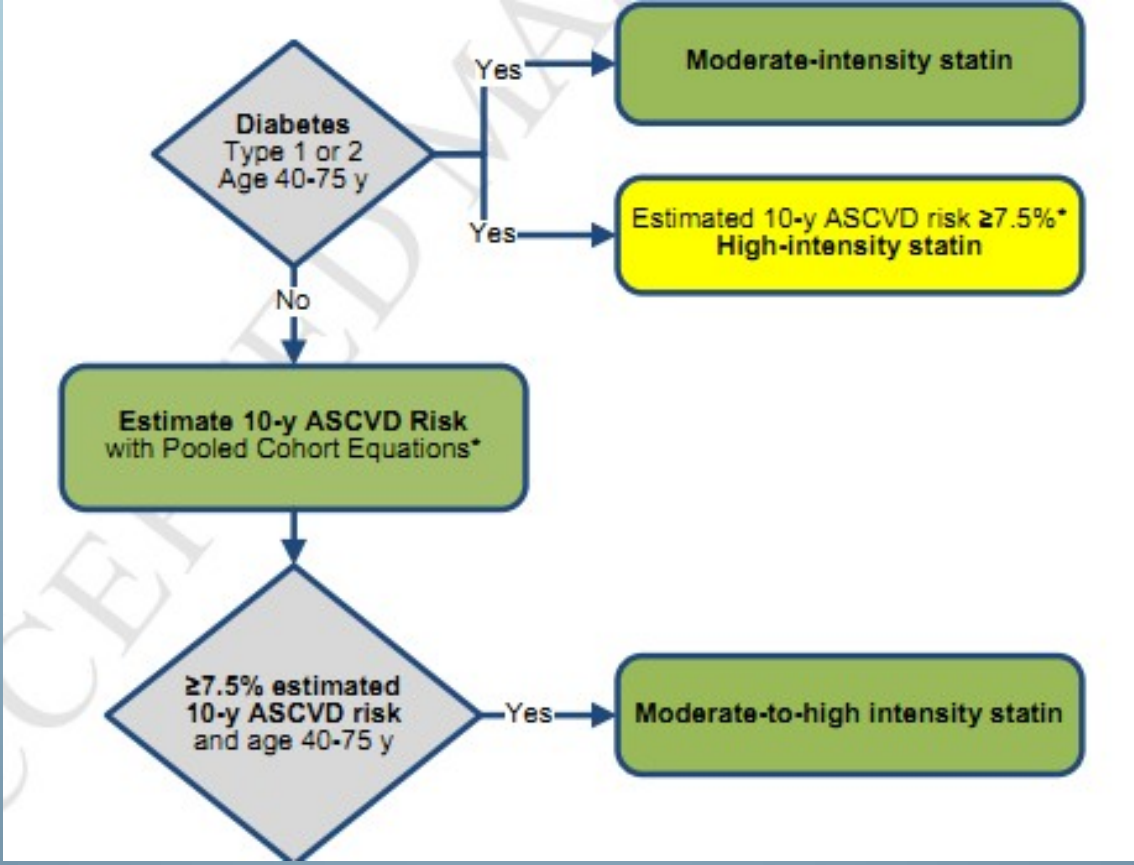 Diabetes
Type 1 or 2
Age 40-75 y
Yes
Moderate-intensity statin
Yes
Estimated 10-y ASCVD risk ≥7.5%*
High-intensity statin
No
Estimate 10-y ASCVD Risk
with Pooled Cohort Equations*
≥7.5% estimated
10-y ASCVD risk
and age 40-75 y
Yes
Moderate-to-high intensity statin